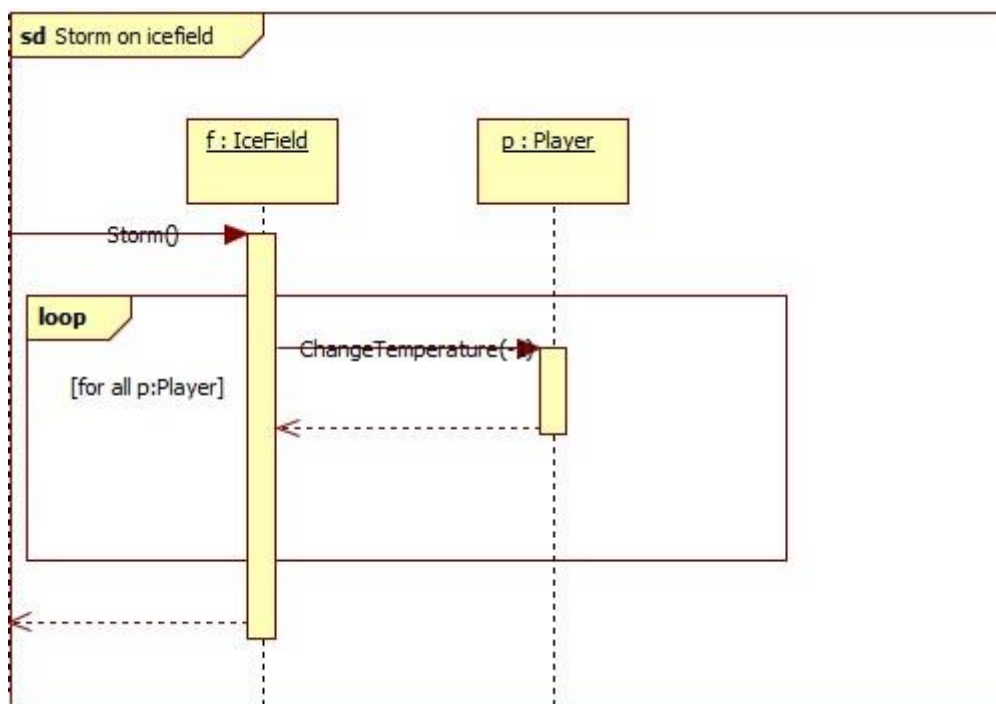 sd Storm on icefield
f : IceField
p : Player
Storm()
loop
ChangeTemperature(-
[for all p:Player]